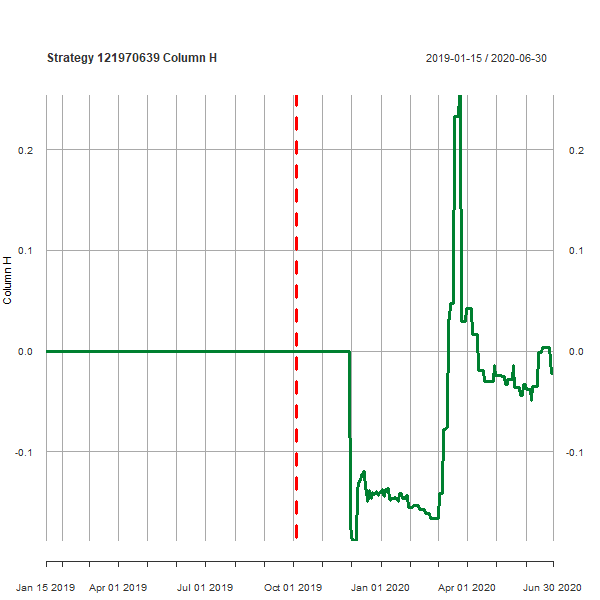 Strategy 121970639 Column H
2019-01-15 / 2020-06-30
0.2
0.2
0.1
0.1
Column H
0.0
0.0
-0.1
-0.1
Jan 15 2019
Apr 01 2019
Jul 01 2019
Oct 01 2019
Jan 01 2020
Apr 01 2020
Jun 30 2020